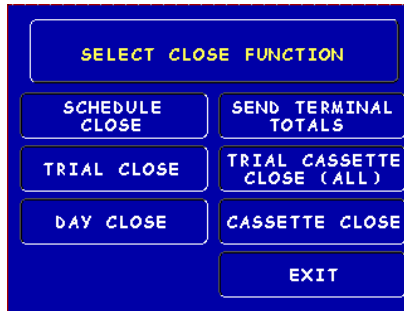 SELECT CLOSE FUNCTION
SCHEDULE
CLOSE
SEND TERMINAL
TOTALS
TRIAL CLOSE
TRIAL CASSETTE
CLOSE (ALL)
DAY CLOSE
CASSETTE CLOSE
EXIT